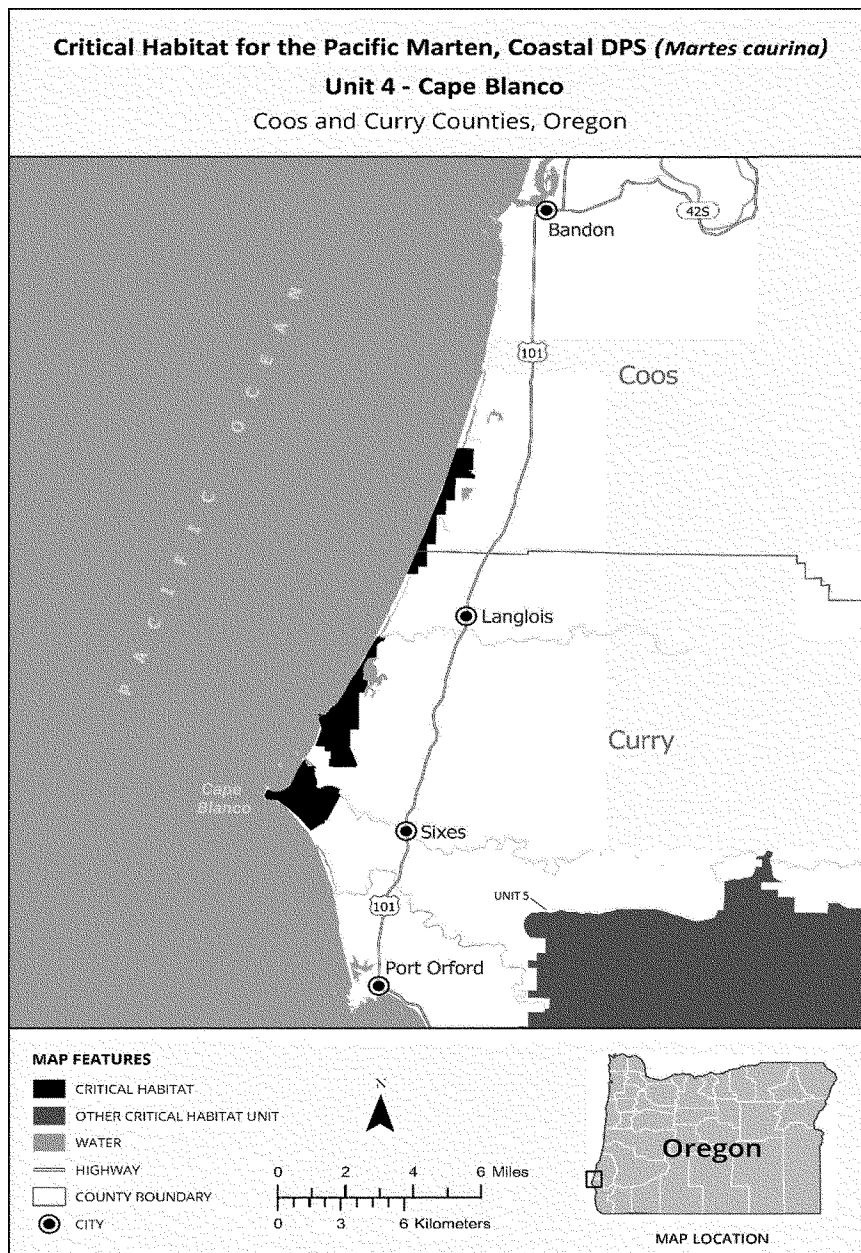 Critical Habitat for the Pacific Marten, Coastal DPS (Martes caurina)
Unit 4 - Cape Blanco
Coos and Curry Counties, Oregon
42S
Bandon
101
Coos
PACIFIC OCEAN
Langlois
Curry
Cape
Blanco
Sixes
UNIT 5
101
Port Orford
MAP FEATURES
CRITICAL HABITAT
OTHER CRITICAL HABITAT UNIT
WATER
HIGHWAY
COUNTY BOUNDARY
CITY
N
0 2 4 6 Miles
0 3 6 Kilometers
Oregon
MAP LOCATION